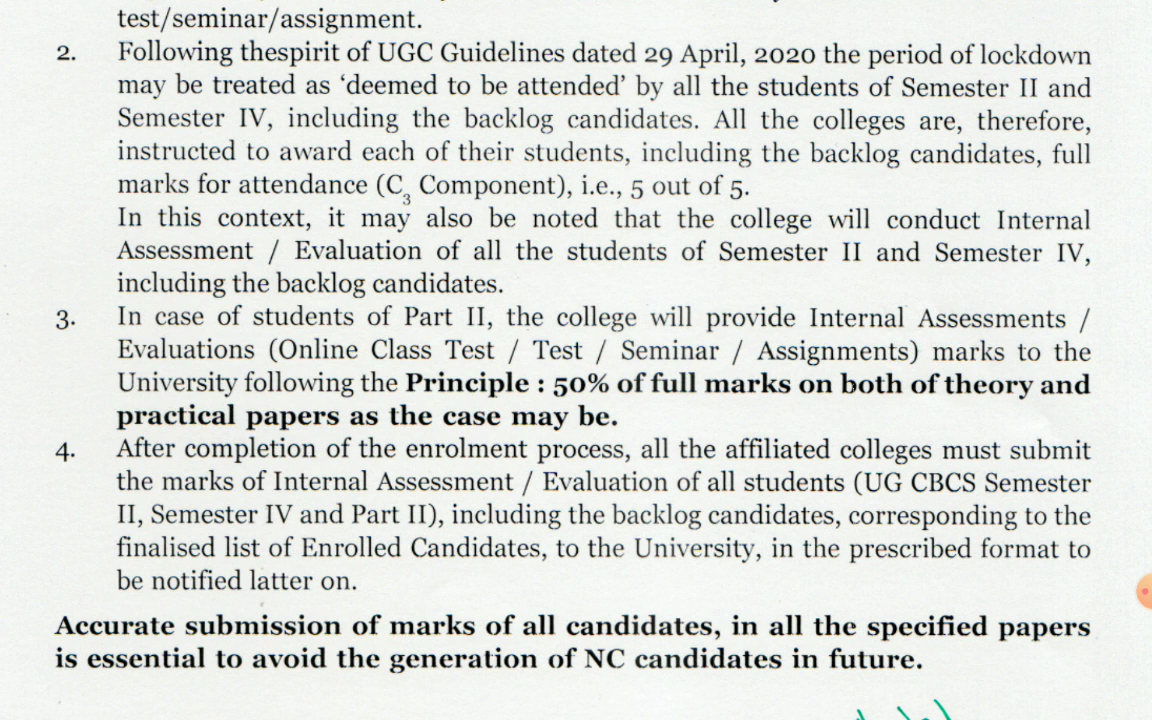 test/seminar/assignment.
2. Following thespirit of UGC Guidelines dated 29 April, 2020 the period of lockdown
may be treated as ‘deemed to be attended’ by all the students of Semester II and
Semester IV, including the backlog candidates. All the colleges are, therefore,
instructed to award each of their students, including the backlog candidates, full
marks for attendance (C3 Component), i.e., 5 out of 5.
In this context, it may also be noted that the college will conduct Internal
Assessment / Evaluation of all the students of Semester II and Semester IV,
including the backlog candidates.
3. In case of students of Part II, the college will provide Internal Assessments /
Evaluations (Online Class Test / Test / Seminar / Assignments) marks to the
University following the Principle : 50% of full marks on both of theory and
practical papers as the case may be.
4. After completion of the enrolment process, all the affiliated colleges must submit
the marks of Internal Assessment / Evaluation of all students (UG CBCS Semester
II, Semester IV and Part II), including the backlog candidates, corresponding to the
finalised list of Enrolled Candidates, to the University, in the prescribed format to
be notified latter on.
Accurate submission of marks of all candidates, in all the specified papers
is essential to avoid the generation of NC candidates in future.